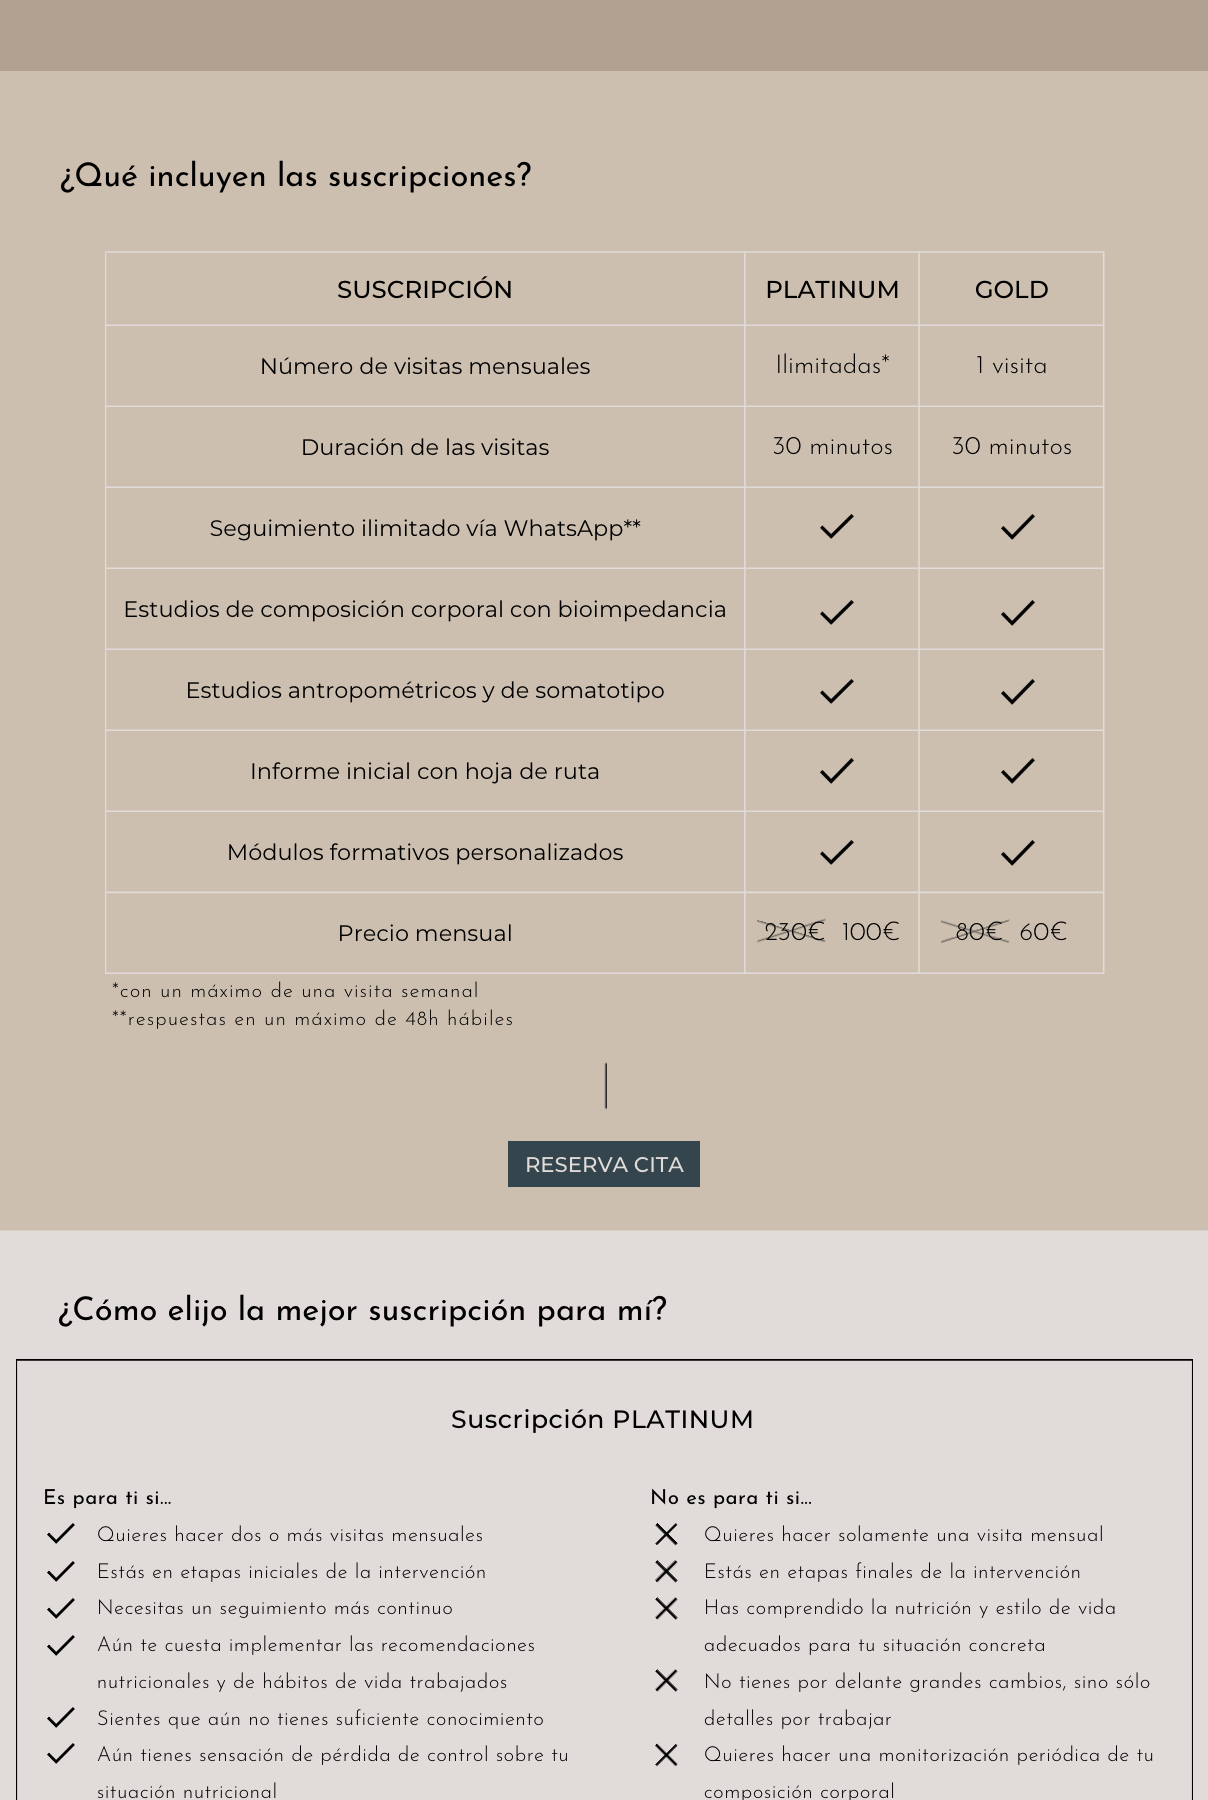 ¿Qué incluyen las suscripciones?
SUSCRIPCIÓN PLATINUM GOLD
Número de visitas mensuales Ilimitadas* 1 visita
Duración de las visitas 30 minutos 30 minutos
Seguimiento ilimitado vía WhatsApp**
Estudios de composición corporal con bioimpedancia
Estudios antropométricos y de somatotipo
Informe inicial con hoja de ruta
Módulos formativos personalizados
Precio mensual 230€ 100€ 80€ 60€
*con un máximo de una visita semanal
**respuestas en un máximo de 48h hábiles
RESERVA CITA
¿Cómo elijo la mejor suscripción para mí?
Suscripción PLATINUM
Es para ti si...
Quieres hacer dos o más visitas mensuales
Estás en etapas iniciales de la intervención
Necesitas un seguimiento más continuo
Aún te cuesta implementar las recomendaciones
nutricionales y de hábitos de vida trabajados
Sientes que aún no tienes suficiente conocimiento
Aún tienes sensación de pérdida de control sobre tu
situación nutricional
No es para ti si...
Quieres hacer solamente una visita mensual
Estás en etapas finales de la intervención
Has comprendido la nutrición y estilo de vida
adecuados para tu situación concreta
No tienes por delante grandes cambios, sino sólo
detalles por trabajar
Quieres hacer una monitorización periódica de tu
composición corporal